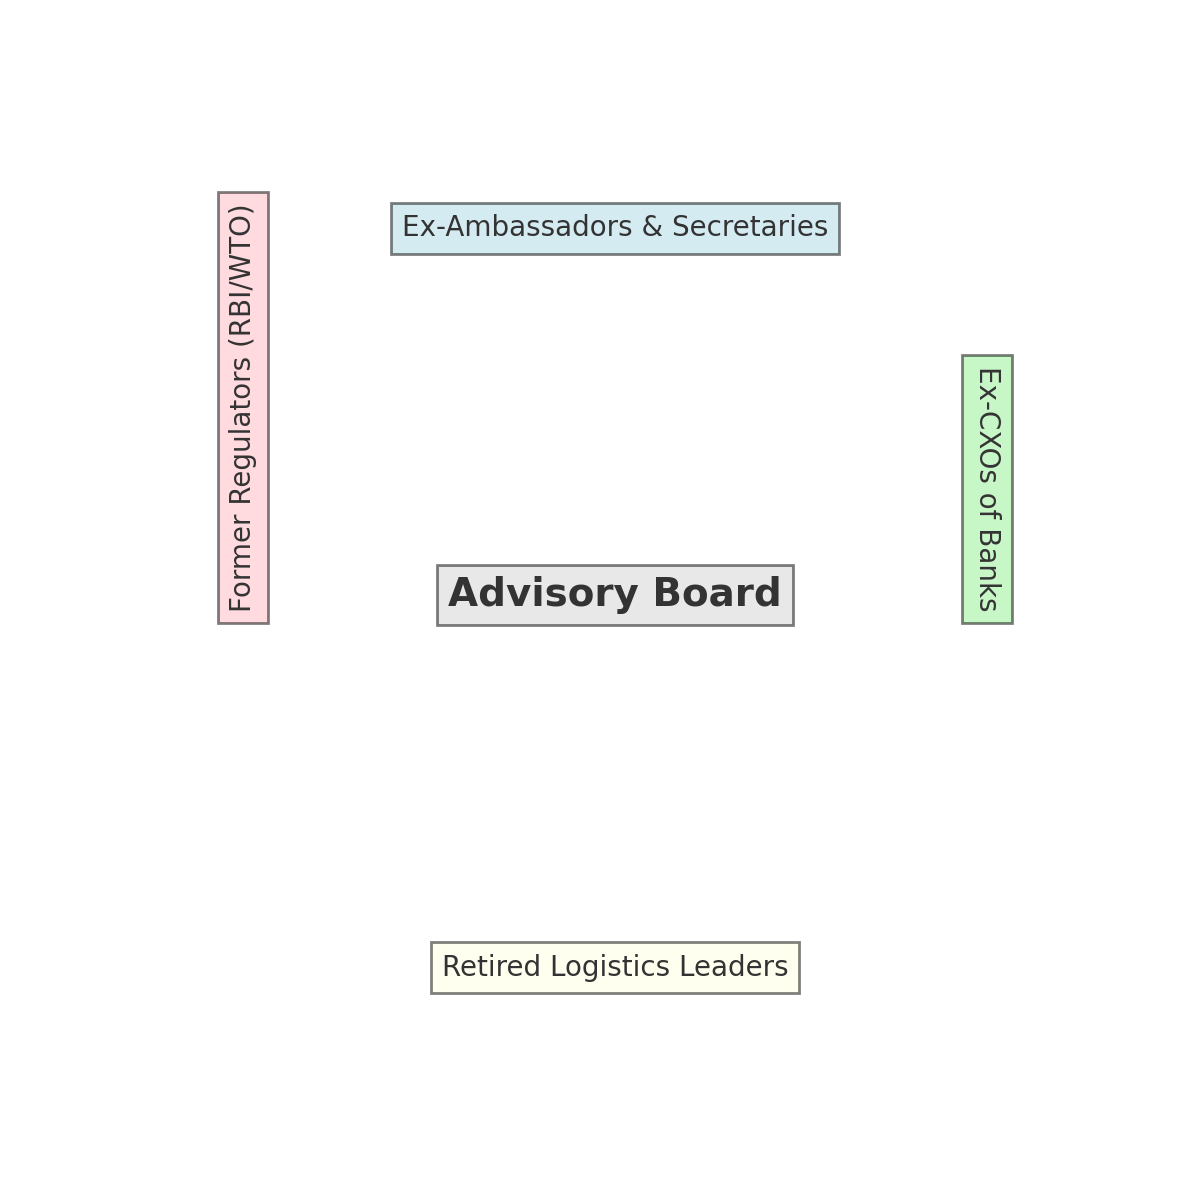 Ex-Ambassadors & Secretaries
Former Regulators (RBI/WTO)
Ex-CXOs of Banks
Advisory Board
Retired Logistics Leaders